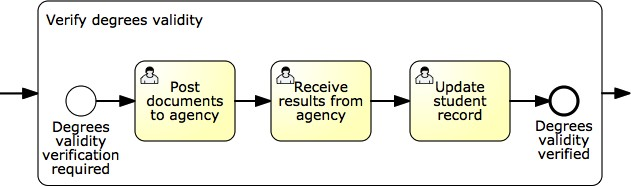 Verify degrees validity
Degrees
validity
verification
required
Post
documents
to agency
Receive
results from
agency
Update
student
record
Degrees
validity
verified